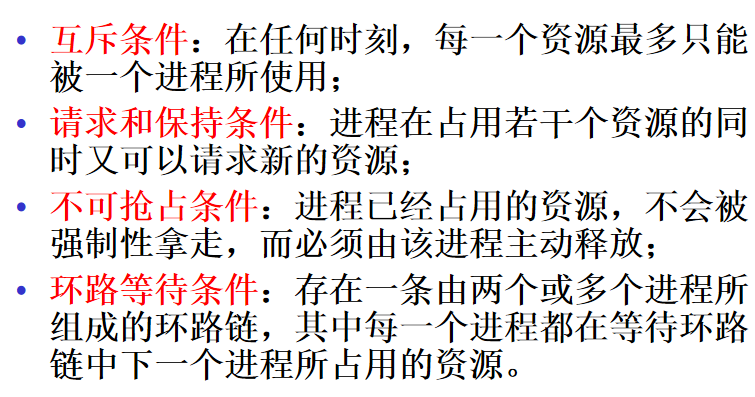 • 互斥条件：在任何时刻，每一个资源最多只能
被一个进程所使用；
• 请求和保持条件：进程在占用若干个资源的同
时又可以请求新的资源；
• 不可抢占条件：进程已经占用的资源，不会被
强制性拿走，而必须由该进程主动释放；
• 环路等待条件：存在一条由两个或多个进程所
组成的环路链，其中每一个进程都在等待环路
链中下一个进程所占用的资源。